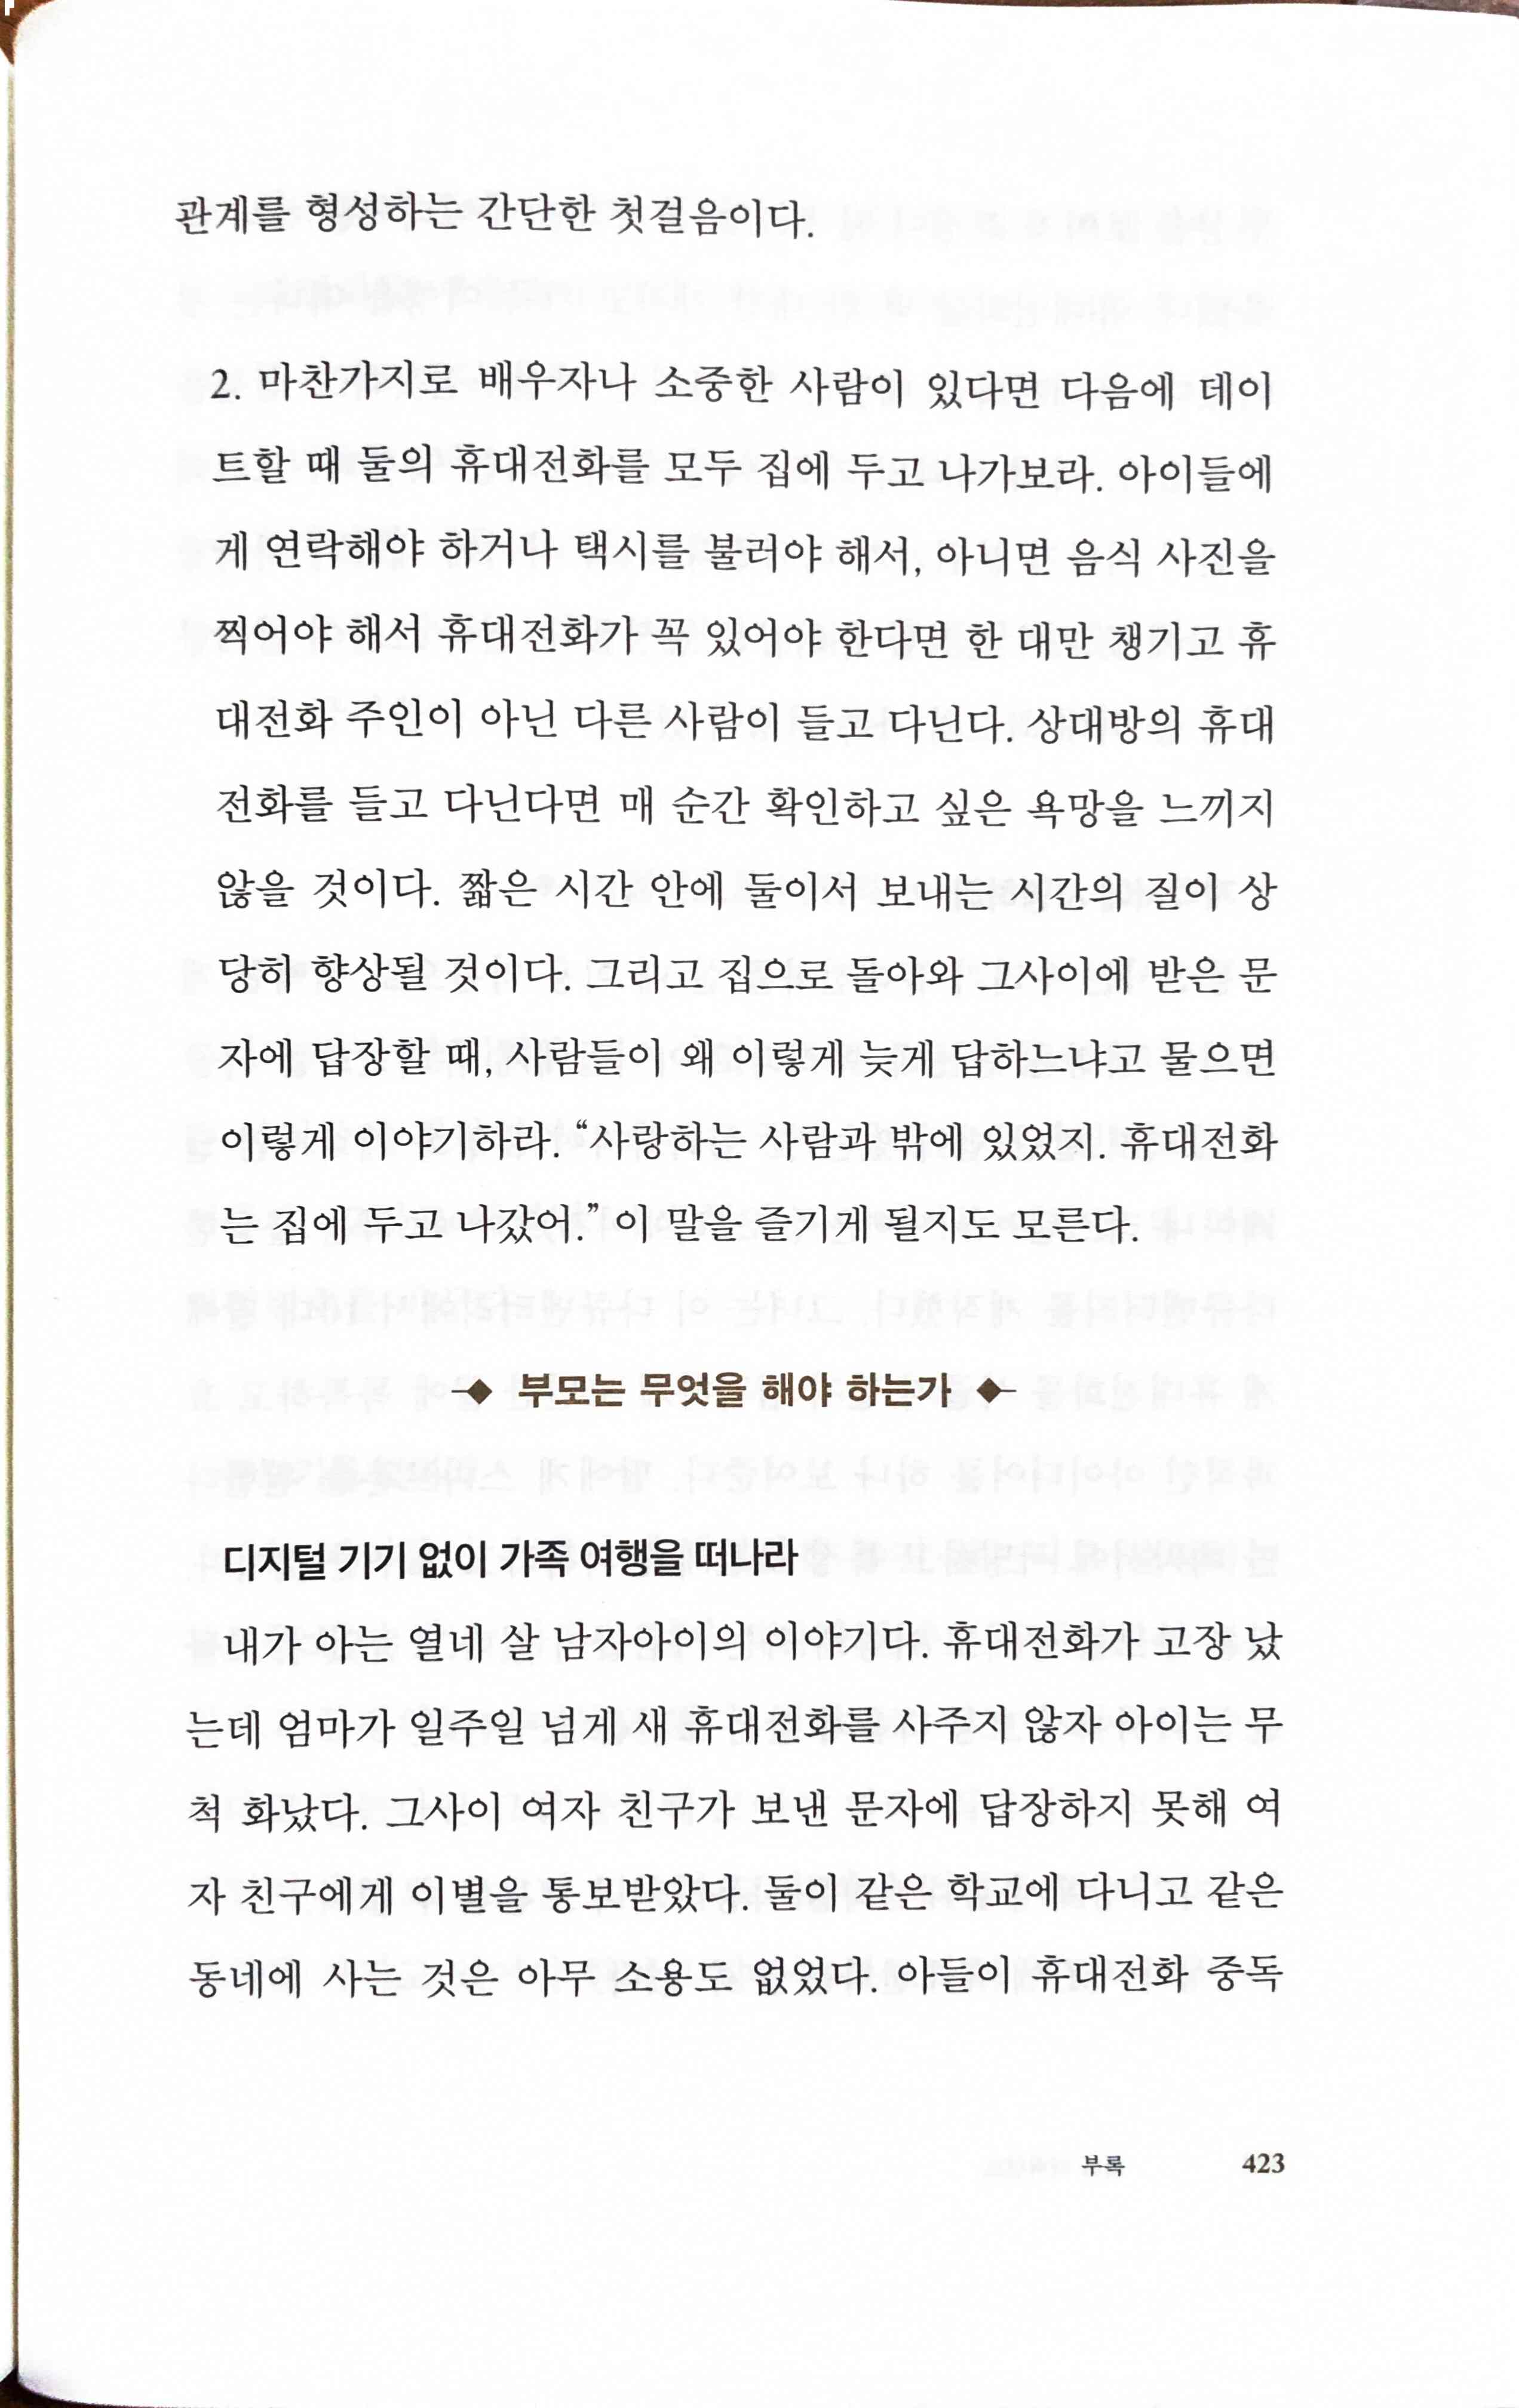 관계를 형성하는 간단한 첫걸음이다.
2. 마찬가지로 배우자나 소중한 사람이 있다면 다음에 데이
트할 때 둘의 휴대전화를 모두 집에 두고 나가보라. 아이들에
게 연락해야 하거나 택시를 불러야 해서, 아니면 음식 사진을
찍어야 해서 휴대전화가 꼭 있어야 한다면 한 대만 챙기고 휴
대전화 주인이 아닌 다른 사람이 들고 다닌다. 상대방의 휴대
전화를 들고 다닌다면 매 순간 확인하고 싶은 욕망을 느끼지
않을 것이다. 짧은 시간 안에 둘이서 보내는 시간의 질이 상
당히 향상될 것이다. 그리고 집으로 돌아와 그사이에 받은 문
자에 답장할 때, 사람들이 왜 이렇게 늦게 답하느냐고 물으면
이렇게 이야기하라. “사랑하는 사람과 밖에 있었지. 휴대전화
는 집에 두고 나갔어.” 이 말을 즐기게 될지도 모른다.
부모는 무엇을 해야 하는가
디지털 기기 없이 가족 여행을 떠나라
내가 아는 열네 살 남자아이의 이야기다. 휴대전화가 고장 났
는데 엄마가 일주일 넘게 새 휴대전화를 사주지 않자 아이는 무
척 화났다. 그사이 여자 친구가 보낸 문자에 답장하지 못해 여
자 친구에게 이별을 통보받았다. 둘이 같은 학교에 다니고 같은
동네에 사는 것은 아무 소용도 없었다. 아들이 휴대전화 중독
부록 423